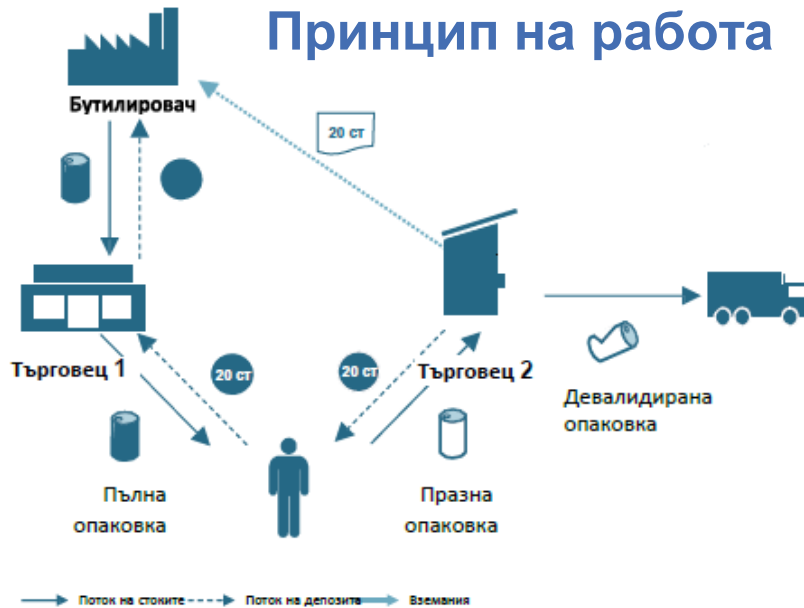 Принцип на работа
Бутилировач
20 ст
Търговец 1
20 ст
20 ст
Търговец 2
Девалидирана
опаковка
Пълна
опаковка
Празна
опаковка
Поток на стоките
Поток на депозита
Вземания